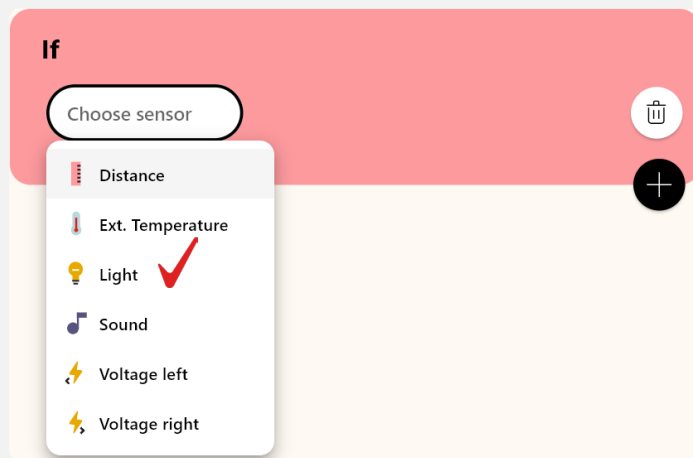 If
Choose sensor
Distance
Ext. Temperature
Light
Sound
Voltage left
Voltage right